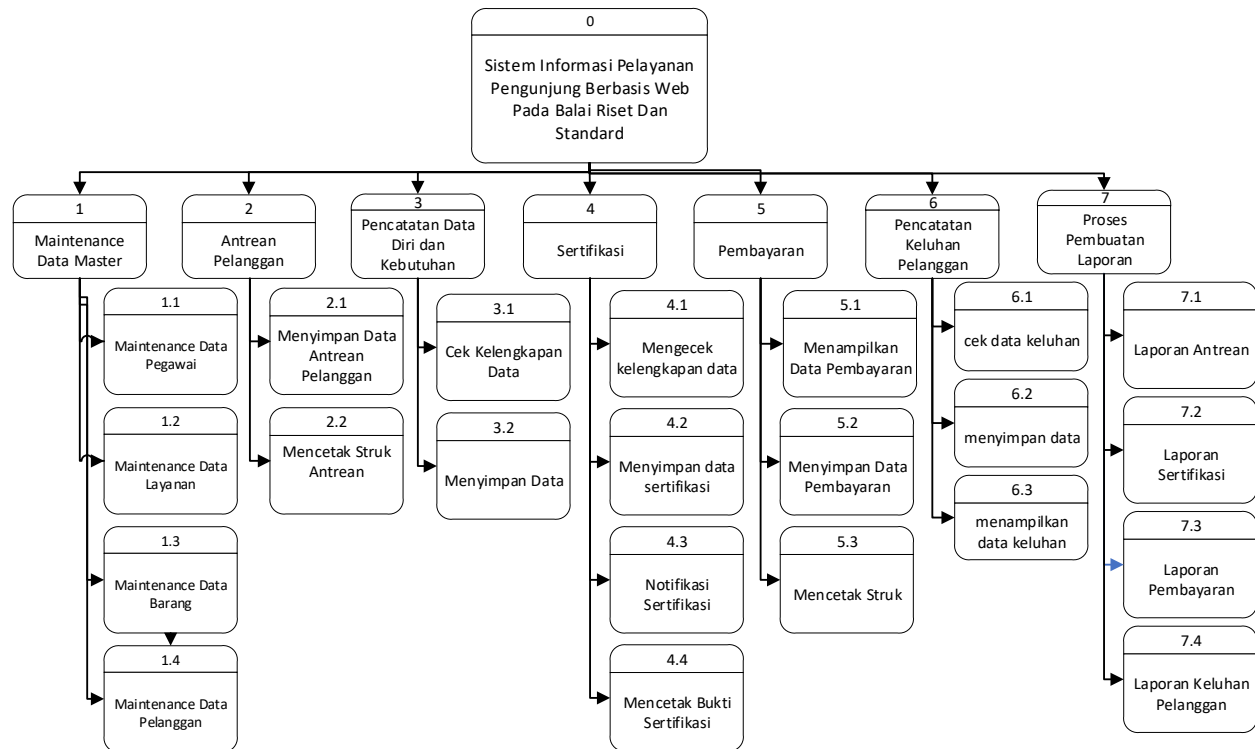 0
Sistem Informasi Pelayanan
Pengunjung Berbasis Web
Pada Balai Riset Dan
Standard
1
Maintenance
Data Master
2
Antrean
Pelanggan
3
Pencatatan Data
Diri dan
Kebutuhan
4
Sertifikasi
5
Pembayaran
6
Pencatatan
Keluhan
Pelanggan
7
Proses
Pembuatan
Laporan
1.1
Maintenance Data
Pegawai
1.2
Maintenance Data
Layanan
1.3
Maintenance Data
Barang
1.4
Maintenance Data
Pelanggan
2.1
Menyimpan Data
Antrean
Pelanggan
2.2
Mencetak Struk
Antrean
3.1
Cek Kelengkapan
Data
3.2
Menyimpan Data
4.1
Mengecek
kelengkapan data
4.2
Menyimpan data
sertifikasi
4.3
Notifikasi
Sertifikasi
4.4
Mencetak Bukti
Sertifikasi
5.1
Menampilkan
Data Pembayaran
5.2
Menyimpan Data
Pembayaran
5.3
Mencetak Struk
6.1
cek data keluhan
6.2
menyimpan data
6.3
menampilkan
data keluhan
7.1
Laporan Antrean
7.2
Laporan
Sertifikasi
7.3
Laporan
Pembayaran
7.4
Laporan Keluhan
Pelanggan